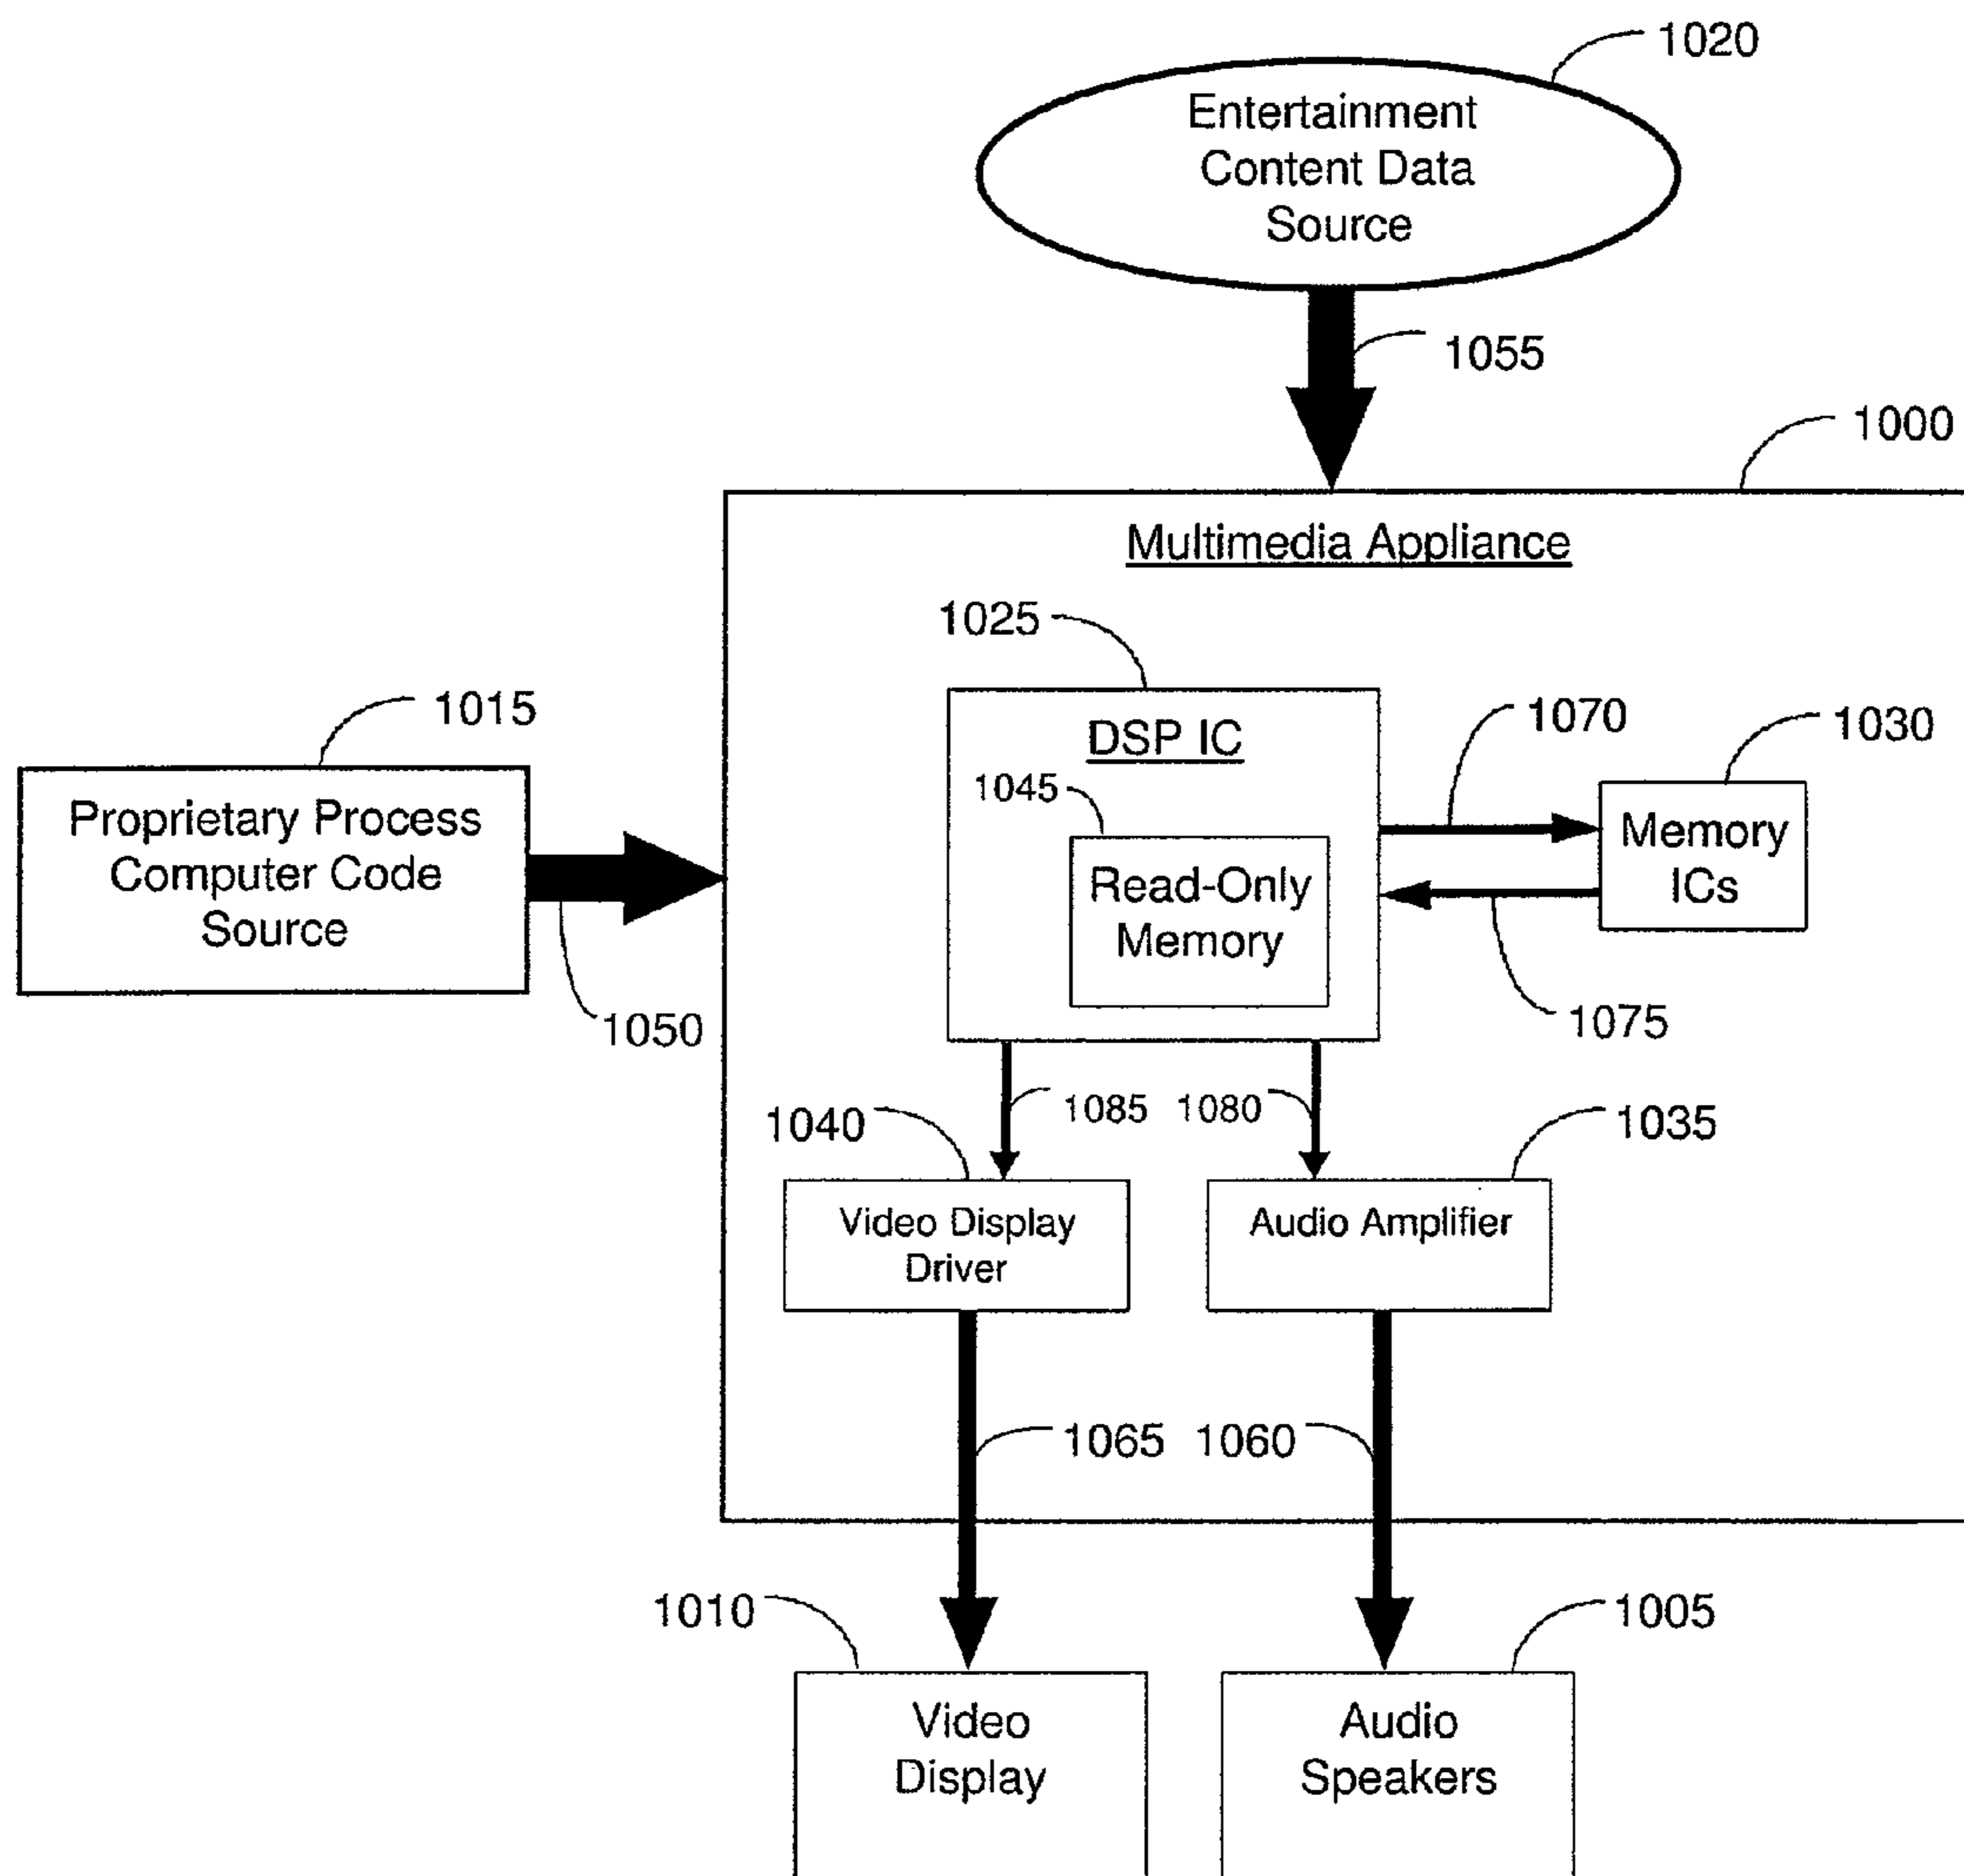 1020
Entertainment
Content Data
Source
1055
1000
Multimedia Appliance
1025
1015
DSP IC
1070
1030
1045
Proprietary Process
Computer Code
Source
Read-Only
Memory
Memory
ICs
1050
1075
1040
1085
1080
1035
Video Display
Driver
Audio Amplifier
1065
1060
1010
1005
Video
Display
Audio
Speakers